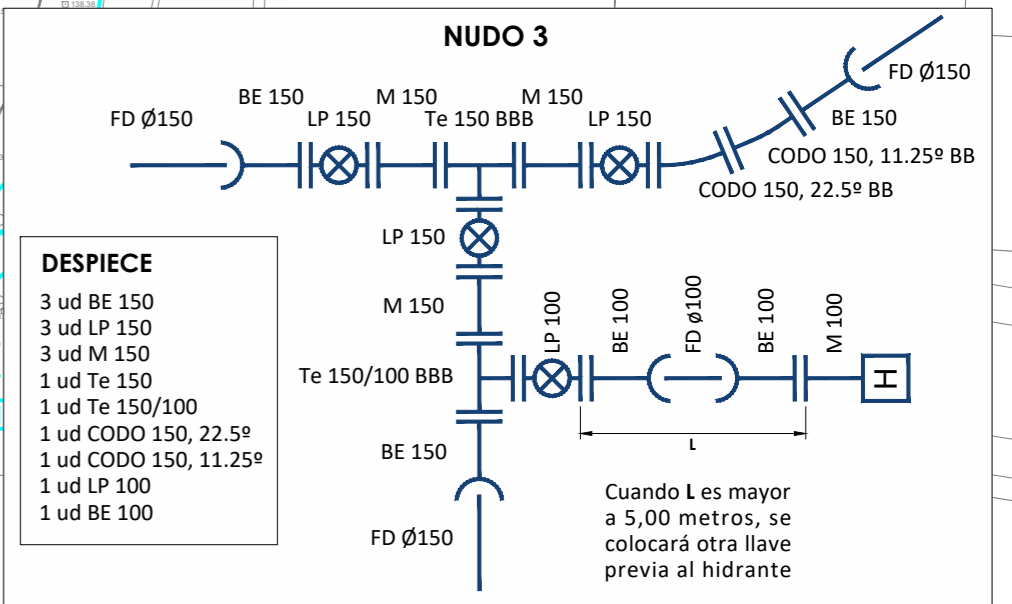 138.38
NUDO 3
FD Ø150
BE 150
LP 150
M 150
Te 150 BBB
M 150
LP 150
FD Ø150
BE 150
CODO 150, 11.25º BB
CODO 150, 22.5º BB
LP 150
M 150
Te 150/100 BBB
LP 100
BE 100
FD ø100
BE 100
M 100
H
L
BE 150
FD Ø150
Cuando L es mayor
a 5,00 metros, se
colocará otra llave
previa al hidrante
DESPIECE
3 ud BE 150
3 ud LP 150
3 ud M 150
1 ud Te 150
1 ud Te 150/100
1 ud CODO 150, 22.5º
1 ud CODO 150, 11.25º
1 ud LP 100
1 ud BE 100